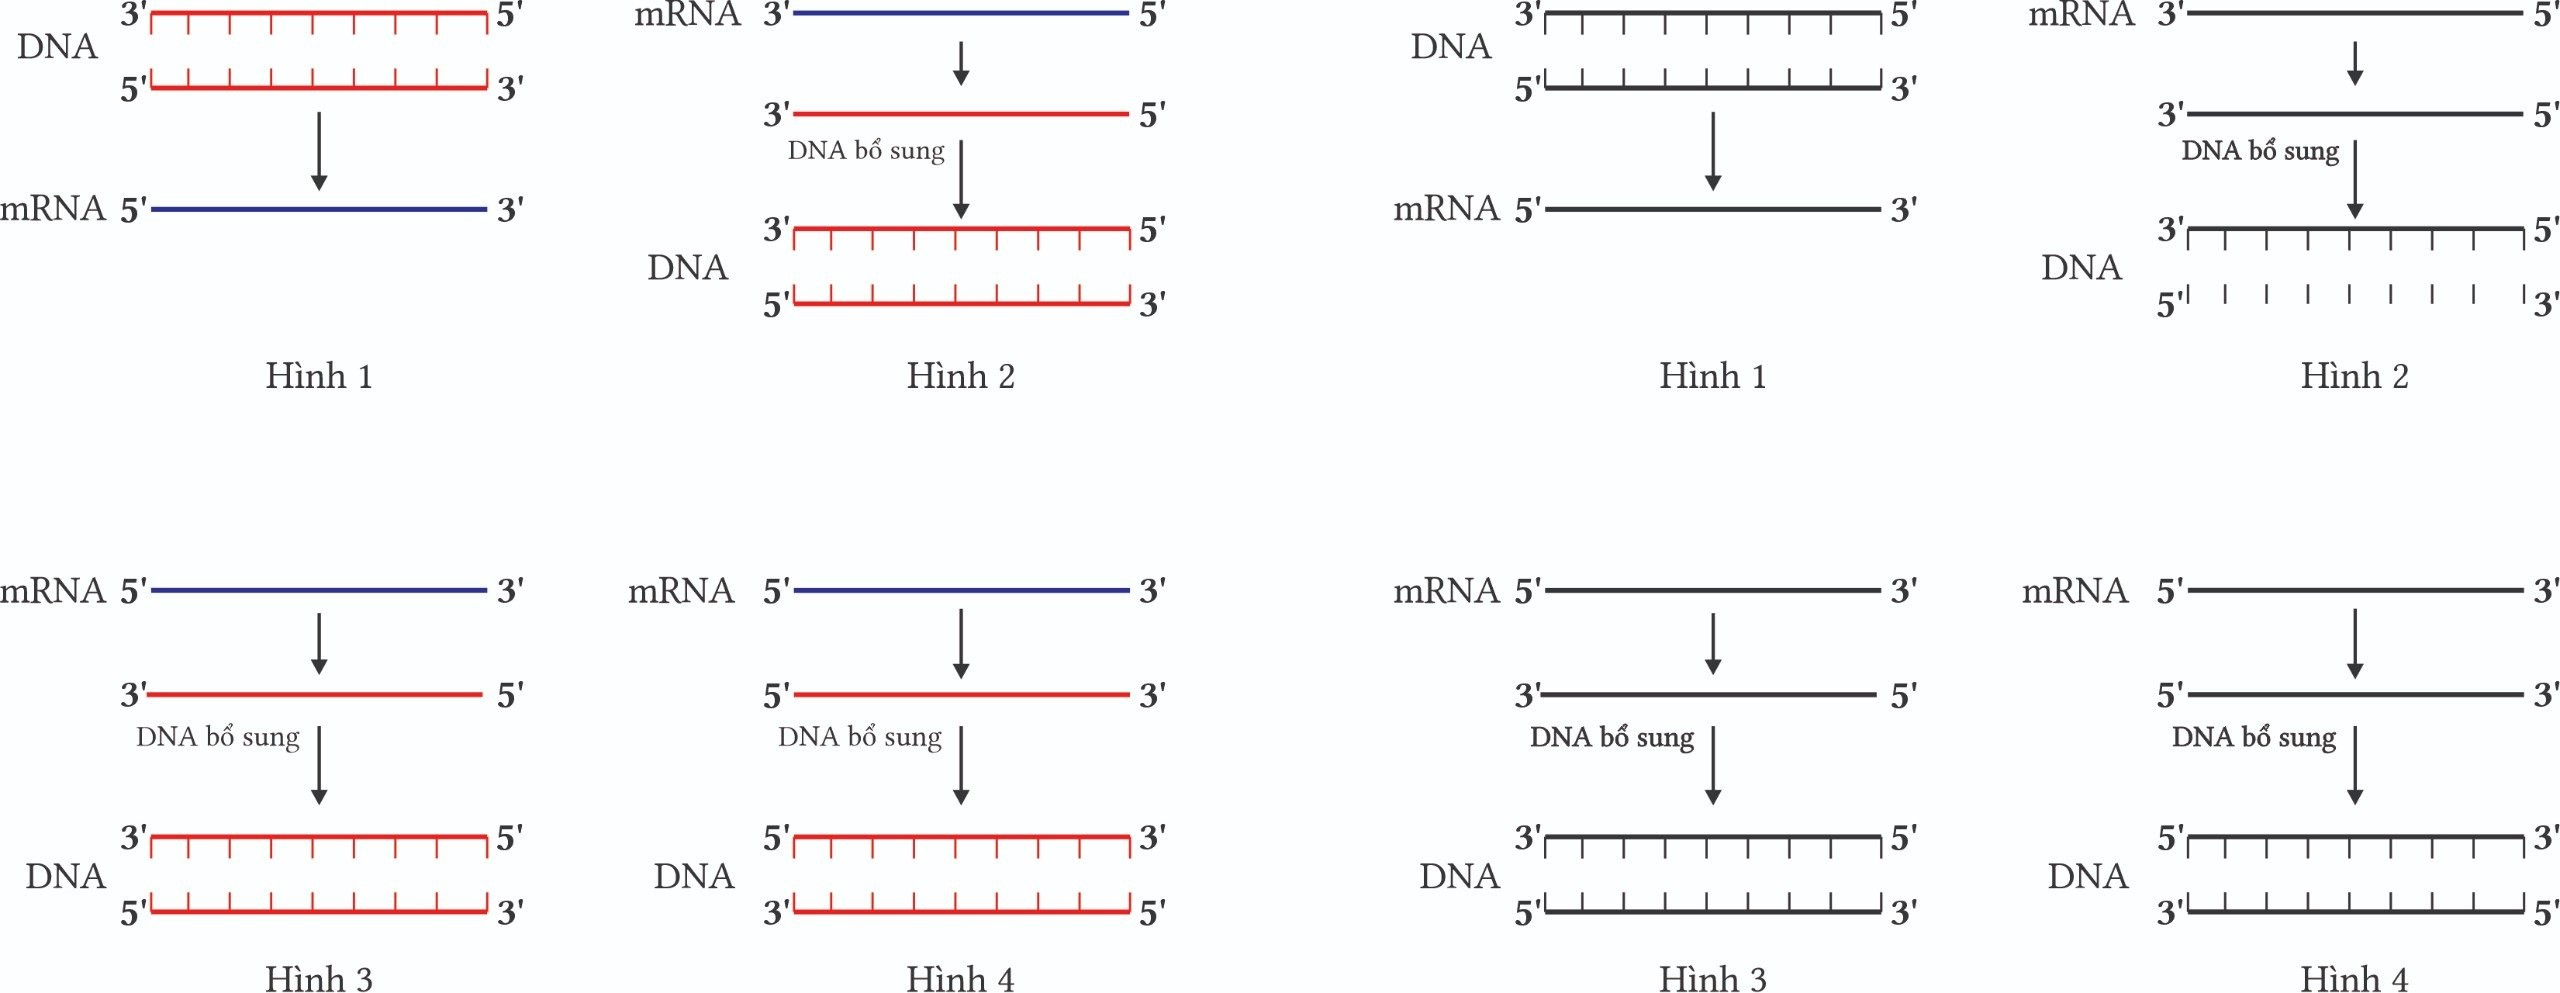 3' 5'
DNA
5' 3'
mRNA 5' 3'
Hình 1
mRNA 3' 5'
3' 5'
DNA bổ sung
3' 5'
DNA
5' 3'
Hình 2
3' 5'
DNA
5' 3'
mRNA 5' 3'
Hình 1
mRNA 3' 5'
3' 5'
DNA bổ sung
3' 5'
DNA
5' 3'
Hình 2
mRNA 5' 3'
3' 5'
DNA bổ sung
3' 5'
DNA
5' 3'
Hình 3
mRNA 5' 3'
5' 3'
DNA bổ sung
5' 3'
DNA
3' 5'
Hình 4
mRNA 5' 3'
3' 5'
DNA bổ sung
3' 5'
DNA
5' 3'
Hình 3
mRNA 5' 3'
5' 3'
DNA bổ sung
5' 3'
DNA
3' 5'
Hình 4